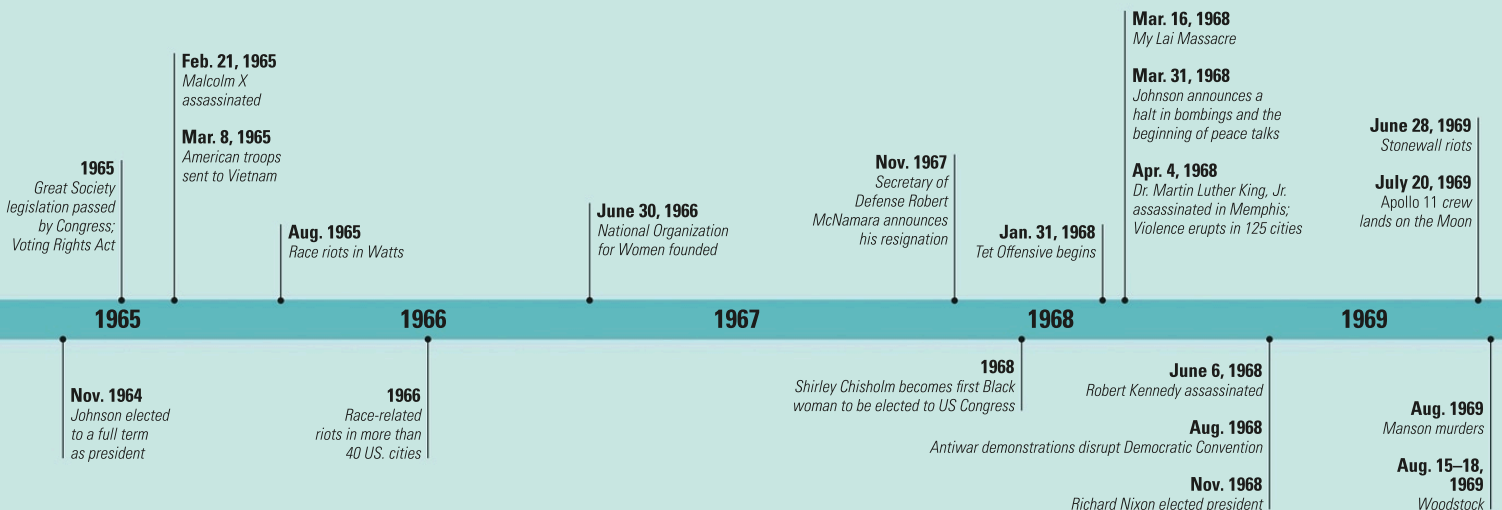 1965
Great Society
legislation passed
by Congress;
Voting Rights Act
Feb. 21, 1965
Malcolm X
assassinated
Mar. 8, 1965
American troops
sent to Vietnam
Aug. 1965
Race riots in Watts
June 30, 1966
National Organization
for Women founded
Nov. 1967
Secretary of
Defense Robert
McNamara announces
his resignation
Jan. 31, 1968
Tet Offensive begins
Mar. 16, 1968
My Lai Massacre
Mar. 31, 1968
Johnson announces a
halt in bombings and the
beginning of peace talks
Apr. 4, 1968
Dr. Martin Luther King, Jr.
assassinated in Memphis;
Violence erupts in 125 cities
June 28, 1969
Stonewall riots
July 20, 1969
Apollo 11 crew
lands on the Moon
1965
1966
1967
1968
1969
Nov. 1964
Johnson elected
to a full term
as president
1966
Race-related
riots in more than
40 US. cities
1968
Shirley Chisholm becomes first Black
woman to be elected to US Congress
June 6, 1968
Robert Kennedy assassinated
Aug. 1968
Antiwar demonstrations disrupt Democratic Convention
Nov. 1968
Richard Nixon elected president
Aug. 1969
Manson murders
Aug. 15–18,
1969
Woodstock